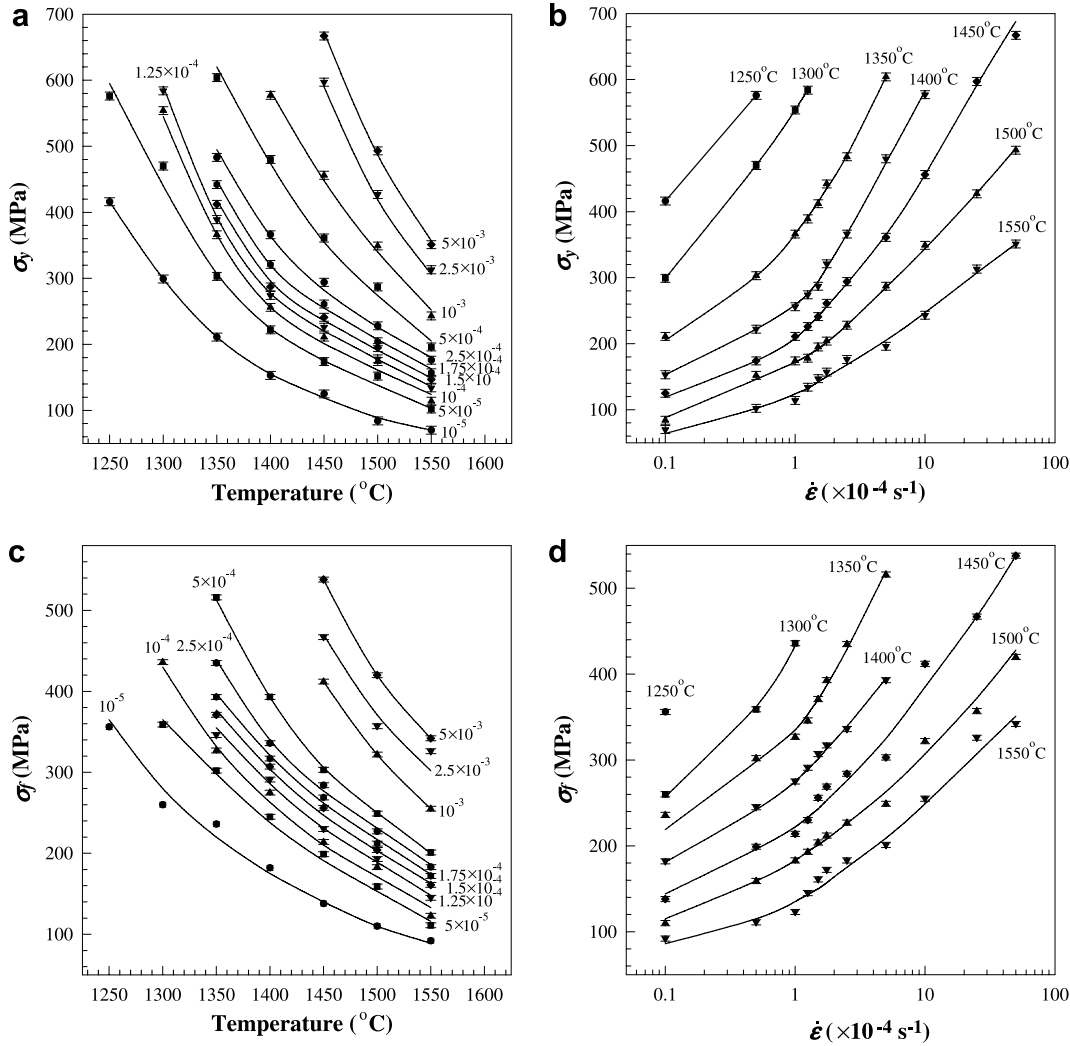 a
700
600
500
400
300
200
100
σy (MPa)
1250 1300 1350 1400 1450 1500 1550 1600
Temperature (°C)
1.25×10⁻⁴
5×10⁻³
2.5×10⁻³
10⁻³
5×10⁻⁴
2.5×10⁻⁴
1.75×10⁻⁴
1.5×10⁻⁴
10⁻⁴
5×10⁻⁵
10⁻⁵
b
700
600
500
400
300
200
100
σy (MPa)
0.1 1 10 100
ε̇ (×10⁻⁴ s⁻¹)
1250°C
1300°C
1350°C
1400°C
1450°C
1500°C
1550°C
c
500
400
300
200
100
σf (MPa)
1250 1300 1350 1400 1450 1500 1550 1600
Temperature (°C)
5×10⁻⁴
10⁻⁴
2.5×10⁻⁴
10⁻⁵
5×10⁻³
2.5×10⁻³
10⁻³
1.75×10⁻⁴
1.5×10⁻⁴
1.25×10⁻⁴
5×10⁻⁵
d
500
400
300
200
100
σf (MPa)
0.1 1 10 100
ε̇ (×10⁻⁴ s⁻¹)
1250°C
1300°C
1350°C
1400°C
1450°C
1500°C
1550°C